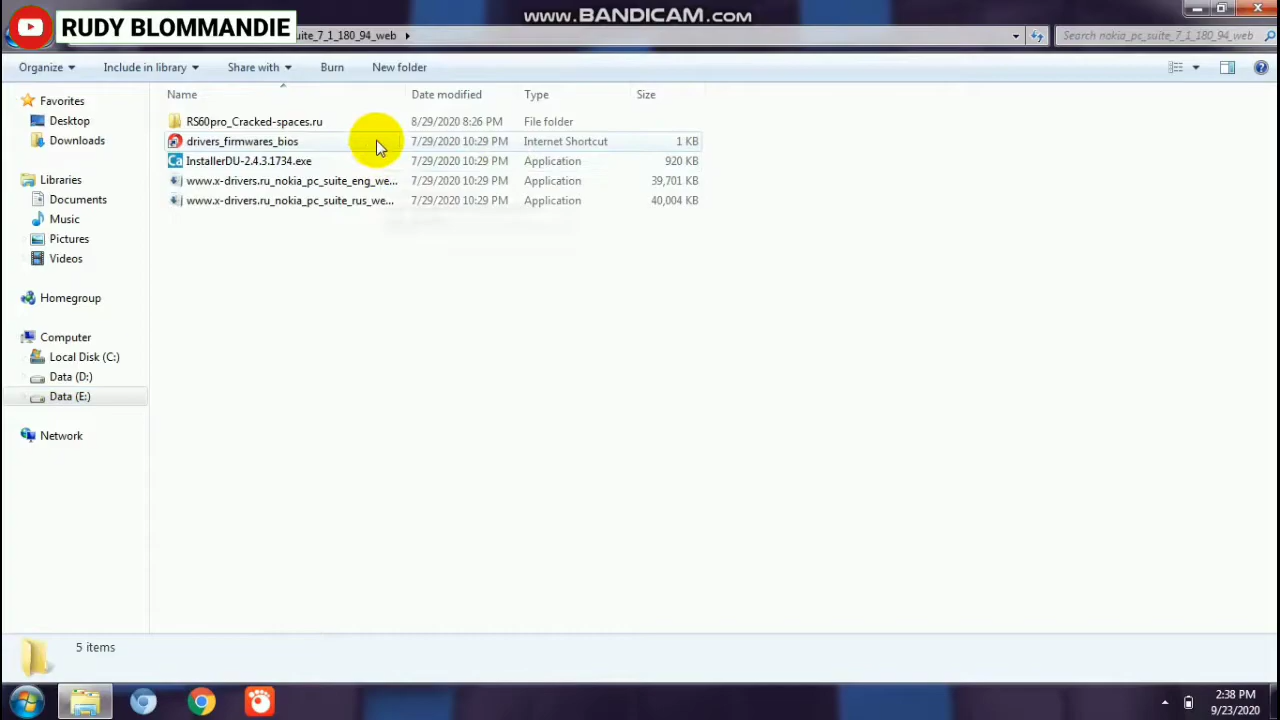 www.BANDICAM.com
RUDY BLOMMANDIE
suite_7_1_180_94_web
Search nokia_pc_suite_7_1_180_94_web
Organize
Include in library
Share with
Burn
New folder
Name
Date modified
Type
Size
Favorites
Desktop
Downloads
Libraries
Documents
Music
Pictures
Videos
Homegroup
Computer
Local Disk (C:)
Data (D:)
Data (E:)
Network
RS60pro_Cracked-spaces.ru 8/29/2020 8:26 PM File folder
drivers_firmwares_bios 7/29/2020 10:29 PM Internet Shortcut 1 KB
Ca InstallerDU-2.4.3.1734.exe 7/29/2020 10:29 PM Application 920 KB
www.x-drivers.ru_nokia_pc_suite_eng_we... 7/29/2020 10:29 PM Application 39,701 KB
www.x-drivers.ru_nokia_pc_suite_rus_we... 7/29/2020 10:29 PM Application 40,004 KB
5 items
2:38 PM
9/23/2020